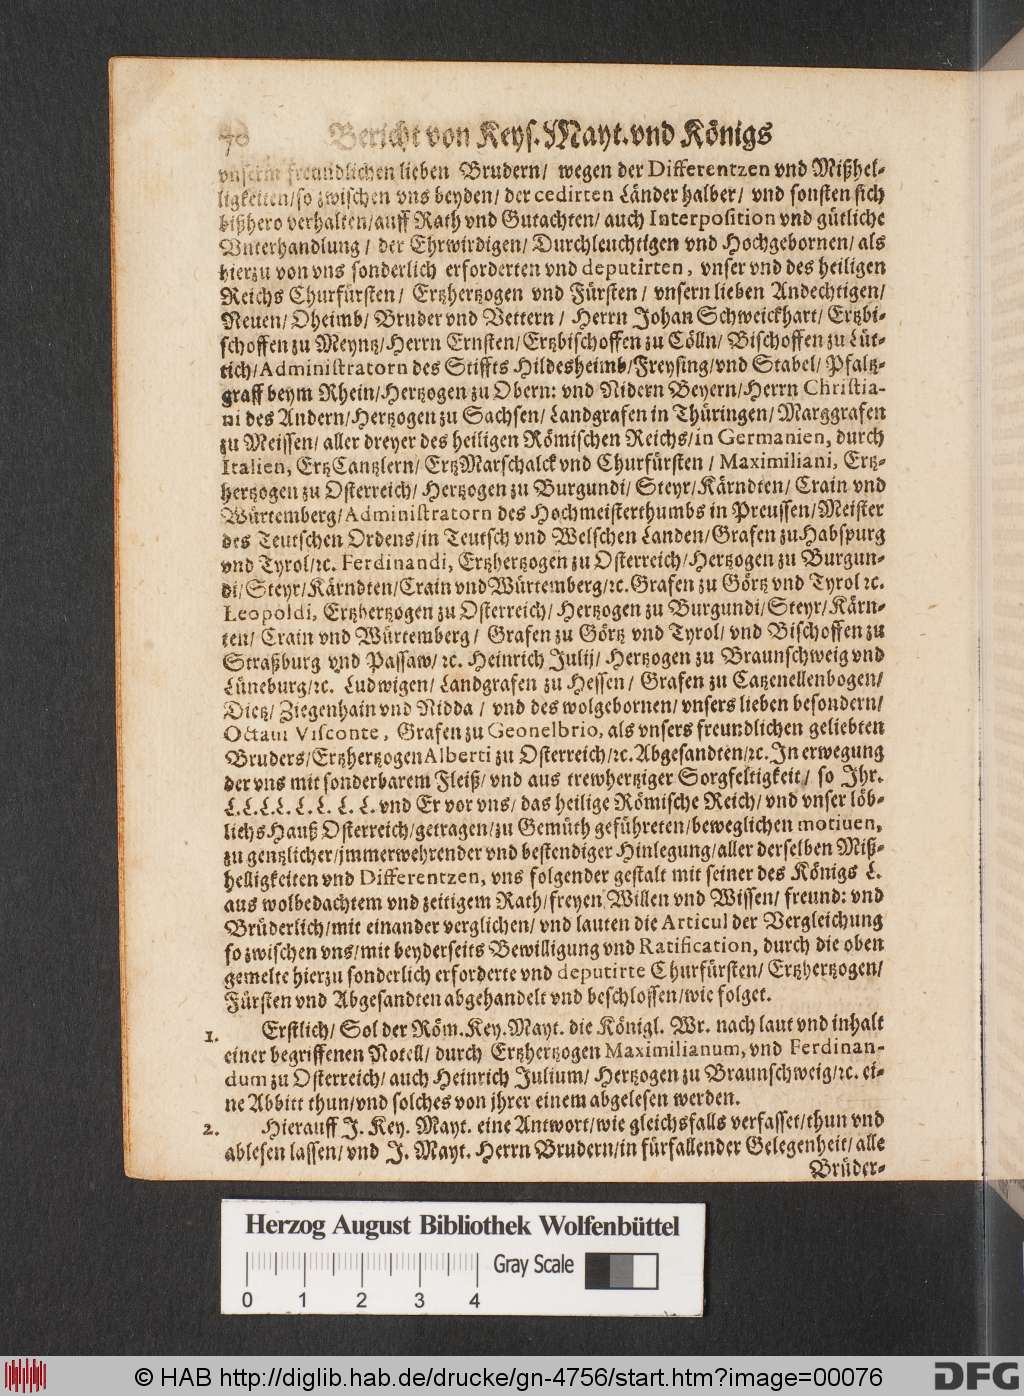 70 Bericht von Keys. Mayt. vnd Königs
vnserm freundlichen lieben Brudern/ wegen der Differentzen vnd Mißhel-
ligkeiten/so zwischen vns beyden/ der cedirten Länder halber/ vnd sonsten sich
bißhero verhalten/auff Rath vnd Gutachten/ auch Interposition vnd gütliche
Vnterhandlung/ der Ehrwirdigen/ Durchleuchtigen vnd Hochgebornen/ als
hierzu von vns sonderlich erforderten vnd deputirten, vnser vnd des heiligen
Reichs Churfürsten/ Ertzhertzogen vnd Fürsten/ vnsern lieben Andechtigen/
Neuen/ Oheimb/ Bruder vnd Vettern/ Herrn Johan Schweickhart/ Ertzbi-
schoffen zu Meyntz/Herrn Ernsten/Ertzbischoffen zu Cölln/ Bischoffen zu Lüt-
tich/Administratorn des Stiffts Hildesheimb/Freysing/vnd Stabel/ Pfaltz-
graff beym Rhein/Hertzogen zu Obern: vnd Nidern Beyern/Herrn Christia-
ni des Andern/Hertzogen zu Sachsen/ Landgrafen in Thüringen/ Marggrafen
zu Meissen/ aller dreyer des heiligen Römischen Reichs/in Germanien, durch
Italien, ErtzCantzlern/ ErtzMarschalck vnd Churfürsten/ Maximiliani, Ertz-
hertzogen zu Osterreich/ Hertzogen zu Burgundi/ Steyr/Kärndten/ Crain vnd
Würtemberg/Administratorn des Hochmeisterthumbs in Preussen/Meister
des Teutschen Ordens/in Teutsch vnd Welschen Landen/Grafen zu Habspurg
vnd Tyrol/ꝛc. Ferdinandi, Ertzhertzogen zu Osterreich/Hertzogen zu Burgun-
di/Steyr/Kärndten/Crain vnd Würtemberg/ꝛc. Grafen zu Görtz vnd Tyrol ꝛc.
Leopoldi, Ertzhertzogen zu Osterreich/ Hertzogen zu Burgundi/Steyr/Kärn-
ten/ Crain vnd Würtemberg/ Grafen zu Görtz vnd Tyrol/ vnd Bischoffen zu
Straßburg vnd Passaw/ꝛc. Heinrich Julij/ Hertzogen zu Braunschweig vnd
Lüneburg/ꝛc. Ludwigen/ Landgrafen zu Hessen/ Grafen zu Catzenellenbogen/
Dietz/ Ziegenhain vnd Nidda/ vnd des wolgebornen/ vnsers lieben besondern/
Octaui Visconte, Grafen zu Geonelbrio, als vnsers freundlichen geliebten
Bruders/Ertzhertzogen Alberti zu Osterreich/ꝛc. Abgesandten/ꝛc. In erwegung
der vns mit sonderbarem Fleiß/ vnd aus trewhertziger Sorgfeltigkeit/ so Ihr.
L. L. L. L. L. L. L. L. vnd Er vor vns/ das heilige Römische Reich/ vnd vnser löb-
lichs Hauß Osterreich/getragen/zu Gemüth geführeten/beweglichen motiuen,
zu gentzlicher/jmmerwehrender vnd bestendiger Hinlegung/aller derselben Miß-
helligkeiten vnd Differentzen, vns folgender gestalt mit seiner des Königs L.
aus wolbedachtem vnd zeitigem Rath/freyen Willen vnd Wissen/ freund: vnd
Brüderlich/mit einander verglichen/ vnd lauten die Articul der Vergleichung
so zwischen vns/mit beyderseits Bewilligung vnd Ratification, durch die oben
gemelte hierzu sonderlich erforderte vnd deputirte Churfürsten/ Ertzhertzogen/
Fürsten vnd Abgesandten abgehandelt vnd beschlossen/wie folget.
1. Erstlich/ Sol der Röm. Key. Mayt. die Königl. Wr. nach laut vnd inhalt
einer begriffenen Notell/ durch Ertzhertzogen Maximilianum, vnd Ferdinan-
dum zu Osterreich/ auch Heinrich Julium/ Hertzogen zu Braunschweig/ꝛc. ei-
ne Abbitt thun/vnd solches von jhrer einem abgelesen werden.
2. Hierauff J. Key. Mayt. eine Antwort/wie gleichsfalls verfasset/thun vnd
ablesen lassen/ vnd J. Mayt. Herrn Brudern/in fürfallender Gelegenheit/ alle
Brüder-
Herzog August Bibliothek Wolfenbüttel
Gray Scale
0 1 2 3 4
© HAB http://diglib.hab.de/drucke/gn-4756/start.htm?image=00076
DFG